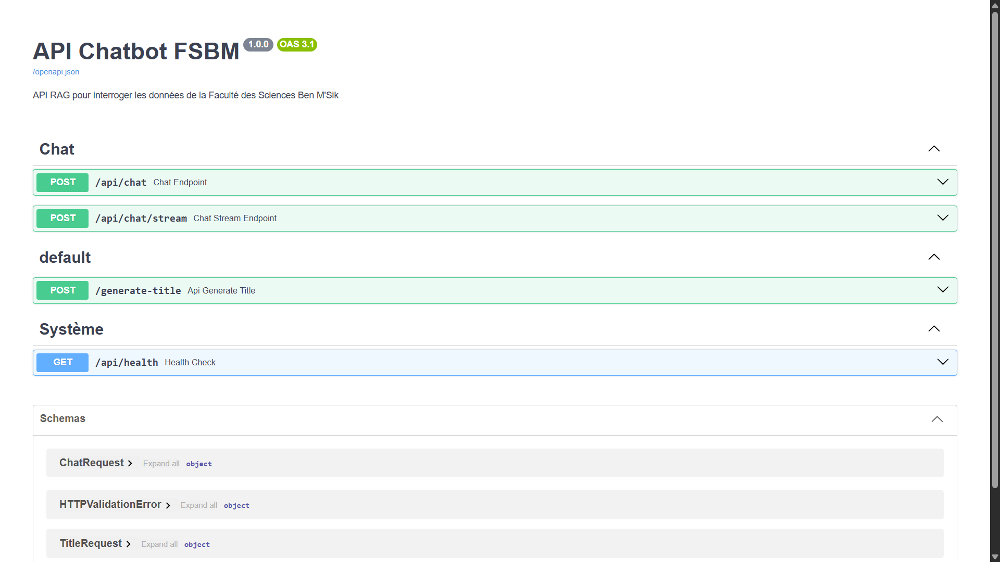 API Chatbot FSBM 1.0.0 OAS 3.1
/openapi.json
API RAG pour interroger les données de la Faculté des Sciences Ben M'Sik
Chat
POST /api/chat Chat Endpoint
POST /api/chat/stream Chat Stream Endpoint
default
POST /generate-title Api Generate Title
Système
GET /api/health Health Check
Schemas
ChatRequest Expand all object
HTTPValidationError Expand all object
TitleRequest Expand all object